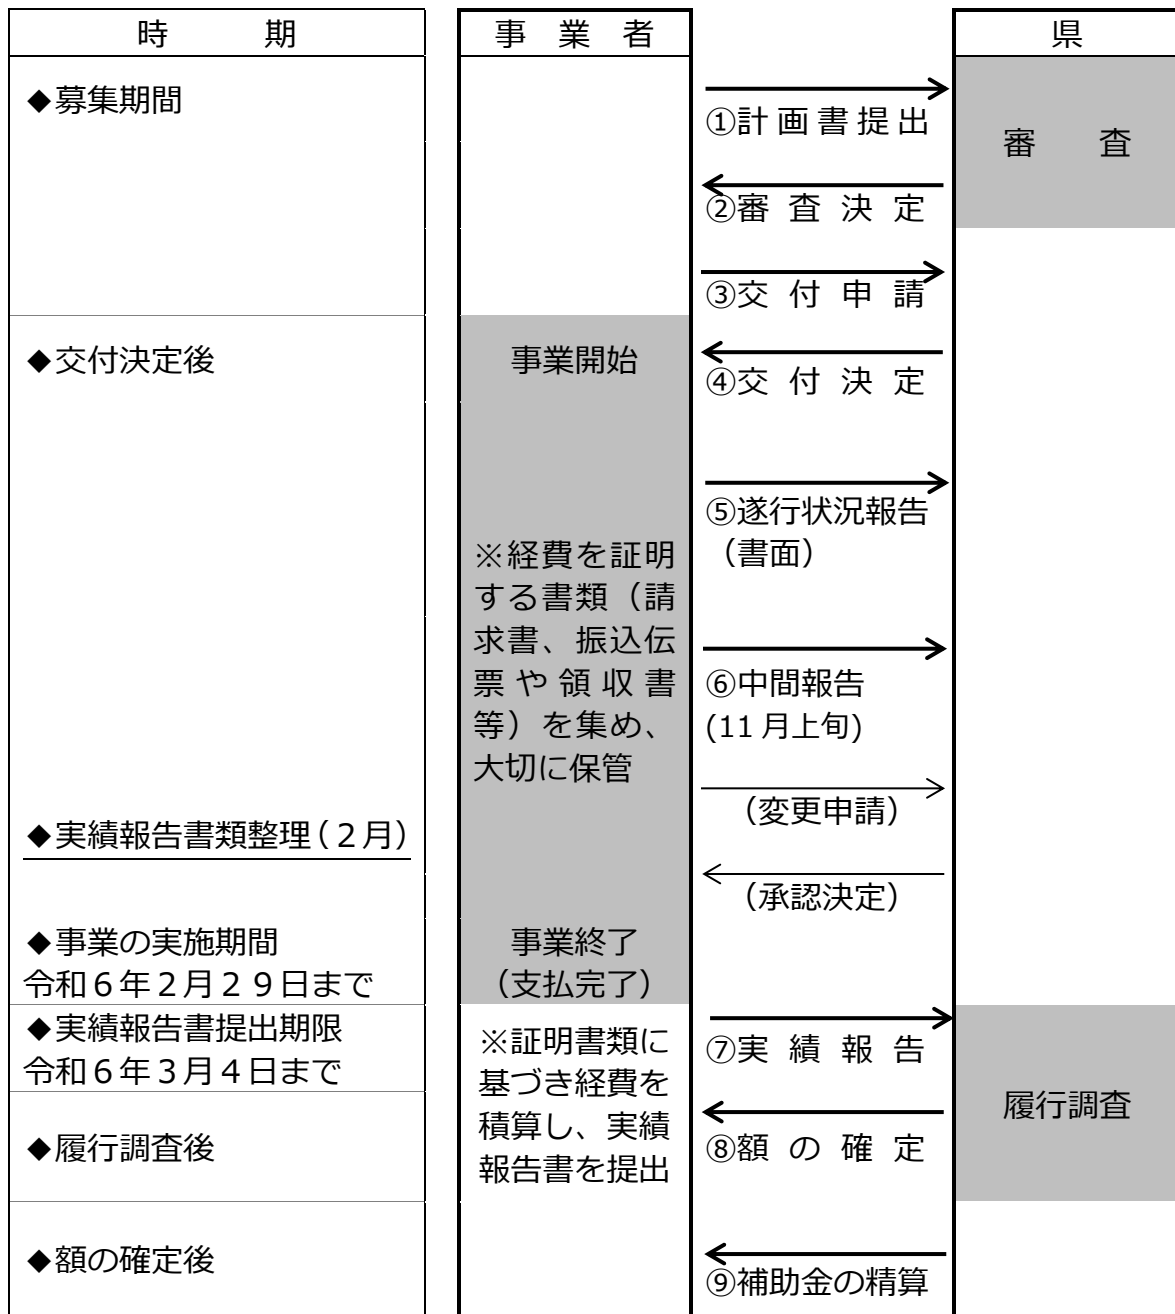 時期
事業者
県
◆募集期間
①計画書提出
審査
②審査決定
③交付申請
◆交付決定後
事業開始
④交付決定
⑤遂行状況報告
（書面）
※経費を証明
する書類（請
求書、振込伝
票や領収書
等）を集め、
大切に保管
⑥中間報告
(11月上旬)
（変更申請）
◆実績報告書類整理（２月）
（承認決定）
◆事業の実施期間
令和６年２月２９日まで
事業終了
（支払完了）
◆実績報告書提出期限
令和６年３月４日まで
※証明書類に
基づき経費を
積算し、実績
報告書を提出
⑦実績報告
履行調査
◆履行調査後
⑧額の確定
◆額の確定後
⑨補助金の精算